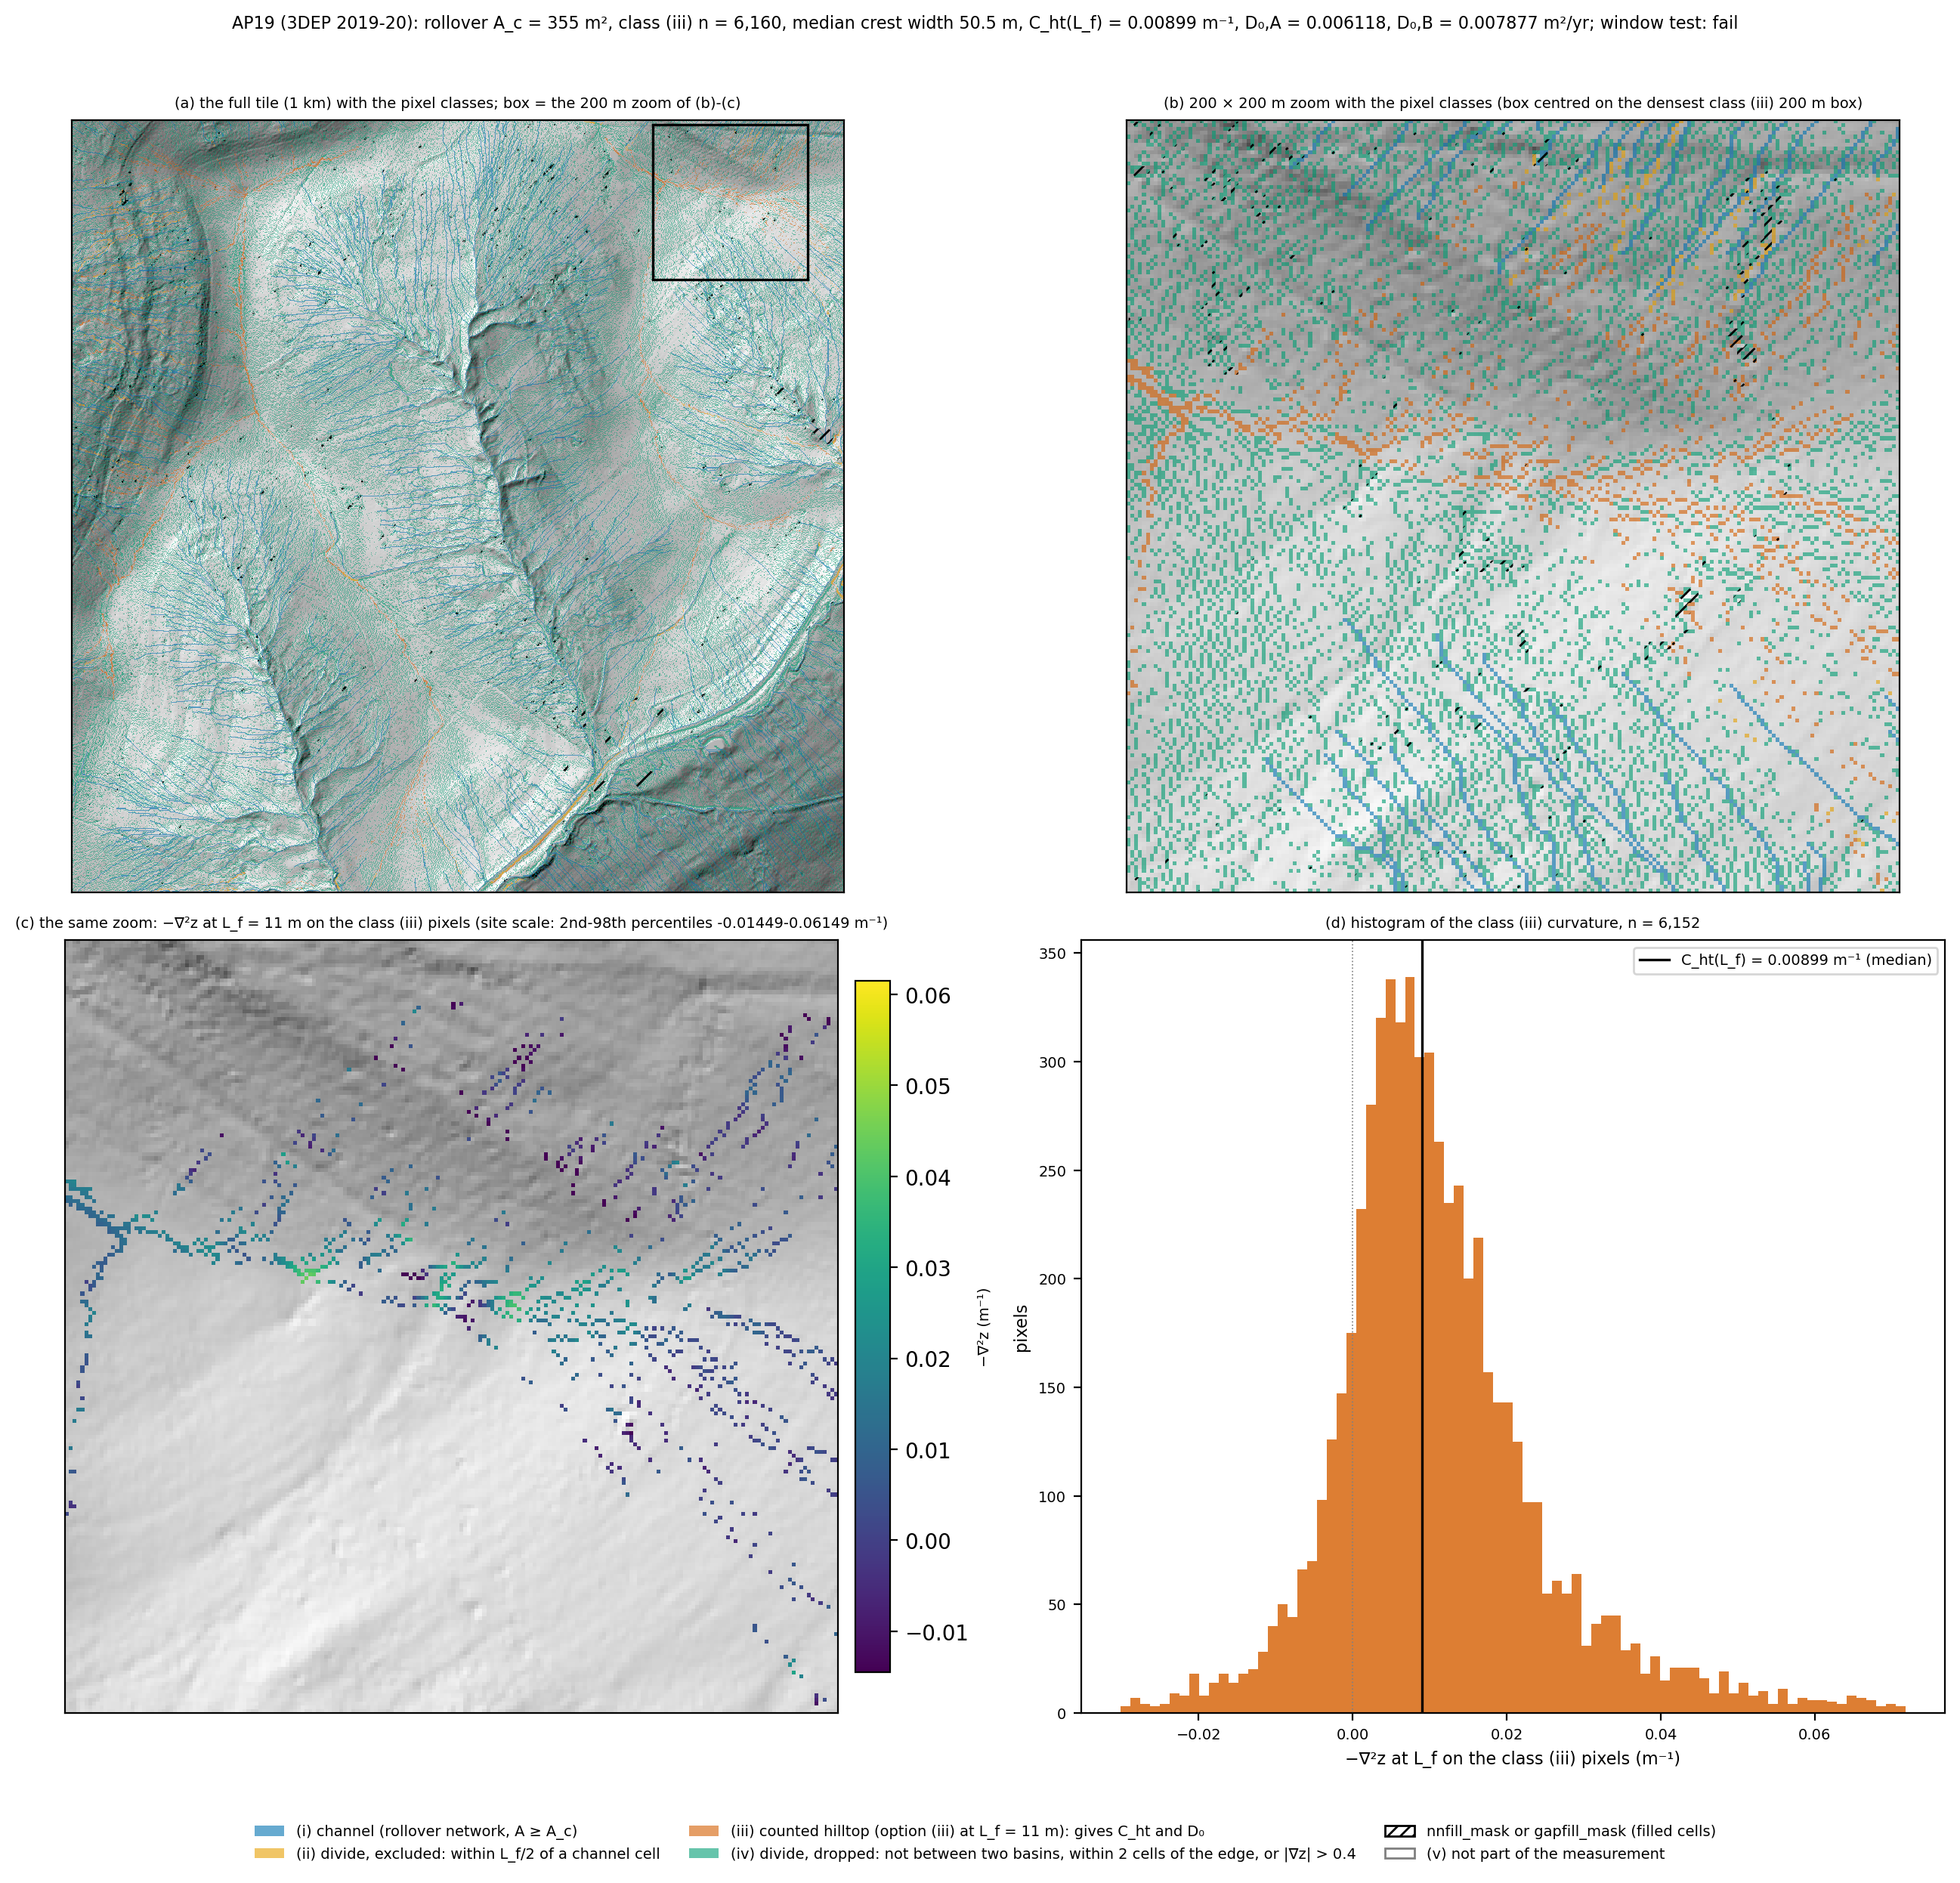 AP19 (3DEP 2019-20): rollover A_c = 355 m², class (iii) n = 6,160, median crest width 50.5 m, C_ht(L_f) = 0.00899 m⁻¹, D₀,A = 0.006118, D₀,B = 0.007877 m²/yr; window test: fail
(a) the full tile (1 km) with the pixel classes; box = the 200 m zoom of (b)-(c)
(b) 200 × 200 m zoom with the pixel classes (box centred on the densest class (iii) 200 m box)
(c) the same zoom: −∇²z at L_f = 11 m on the class (iii) pixels (site scale: 2nd-98th percentiles -0.01449-0.06149 m⁻¹)
0.06
0.05
0.04
0.03
0.02
0.01
0.00
−0.01
−∇²z (m⁻¹)
(d) histogram of the class (iii) curvature, n = 6,152
C_ht(L_f) = 0.00899 m⁻¹ (median)
350
300
250
200
150
100
50
0
pixels
−0.02
0.00
0.02
0.04
0.06
−∇²z at L_f on the class (iii) pixels (m⁻¹)
(i) channel (rollover network, A ≥ A_c)
(ii) divide, excluded: within L_f/2 of a channel cell
(iii) counted hilltop (option (iii) at L_f = 11 m): gives C_ht and D₀
(iv) divide, dropped: not between two basins, within 2 cells of the edge, or |∇z| > 0.4
nnfill_mask or gapfill_mask (filled cells)
(v) not part of the measurement